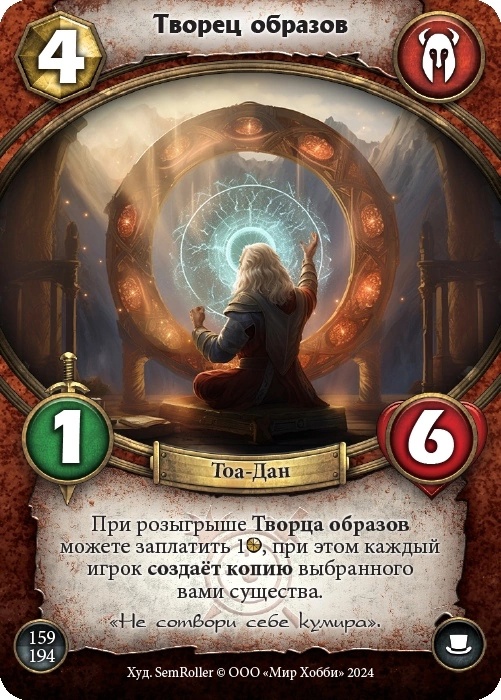 Творец образов
4
1
6
Тоа-Дан
При розыгрыше Творца образов
можете заплатить 1, при этом каждый
игрок создаёт копию выбранного
вами существа.
«Не сотвори себе кумира».
159
194
Худ. SemRoller © ООО «Мир Хобби» 2024